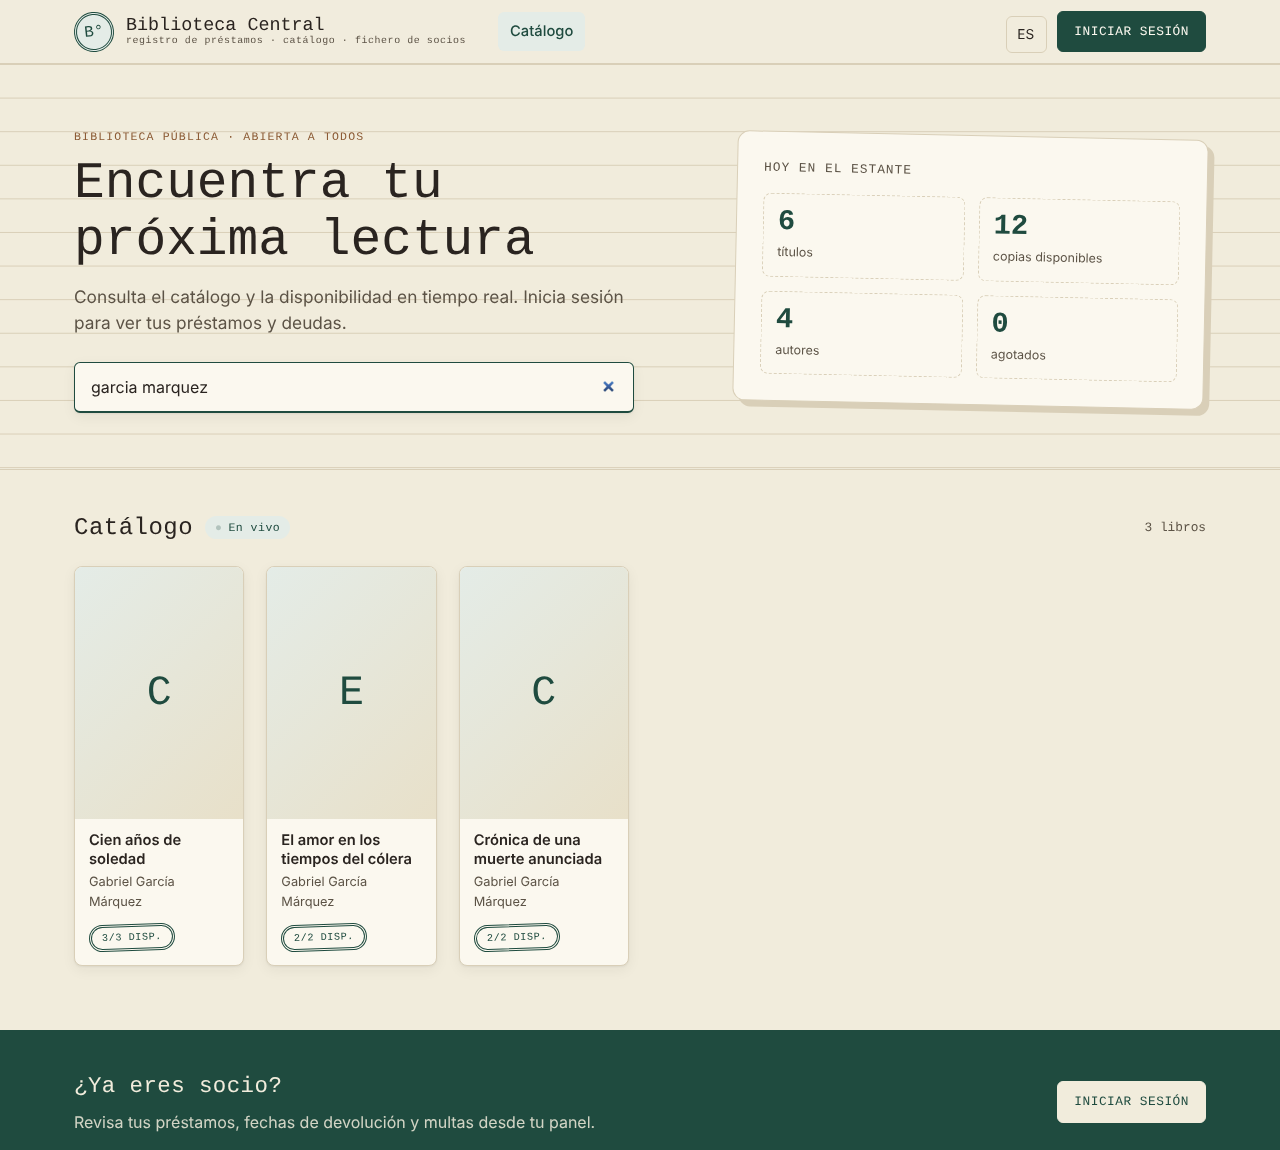 B°
Biblioteca Central
registro de préstamos · catálogo · fichero de socios
Catálogo
ES
INICIAR SESIÓN
BIBLIOTECA PÚBLICA · ABIERTA A TODOS
Encuentra tu
próxima lectura
Consulta el catálogo y la disponibilidad en tiempo real. Inicia sesión
para ver tus préstamos y deudas.
garcia marquez
HOY EN EL ESTANTE
6
títulos
12
copias disponibles
4
autores
0
agotados
Catálogo
En vivo
3 libros
C
Cien años de
soledad
Gabriel García
Márquez
3/3 DISP.
E
El amor en los
tiempos del cólera
Gabriel García
Márquez
2/2 DISP.
C
Crónica de una
muerte anunciada
Gabriel García
Márquez
2/2 DISP.
¿Ya eres socio?
Revisa tus préstamos, fechas de devolución y multas desde tu panel.
INICIAR SESIÓN